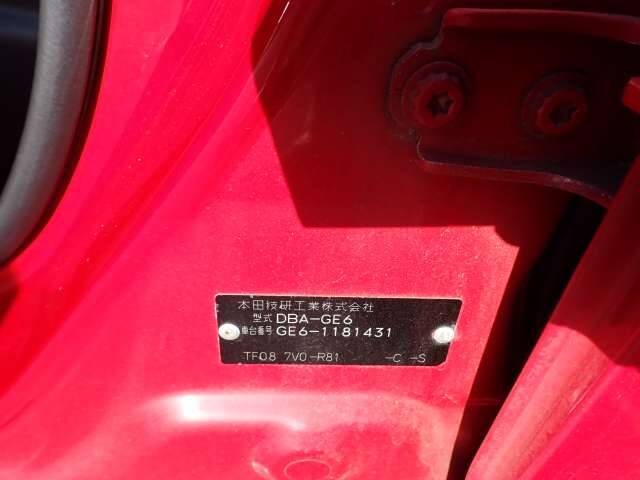 本田技研工業株式会社
型式 DBA-GE6
車台番号 GE6-1181431
TF08 7V0-R81 -C -S